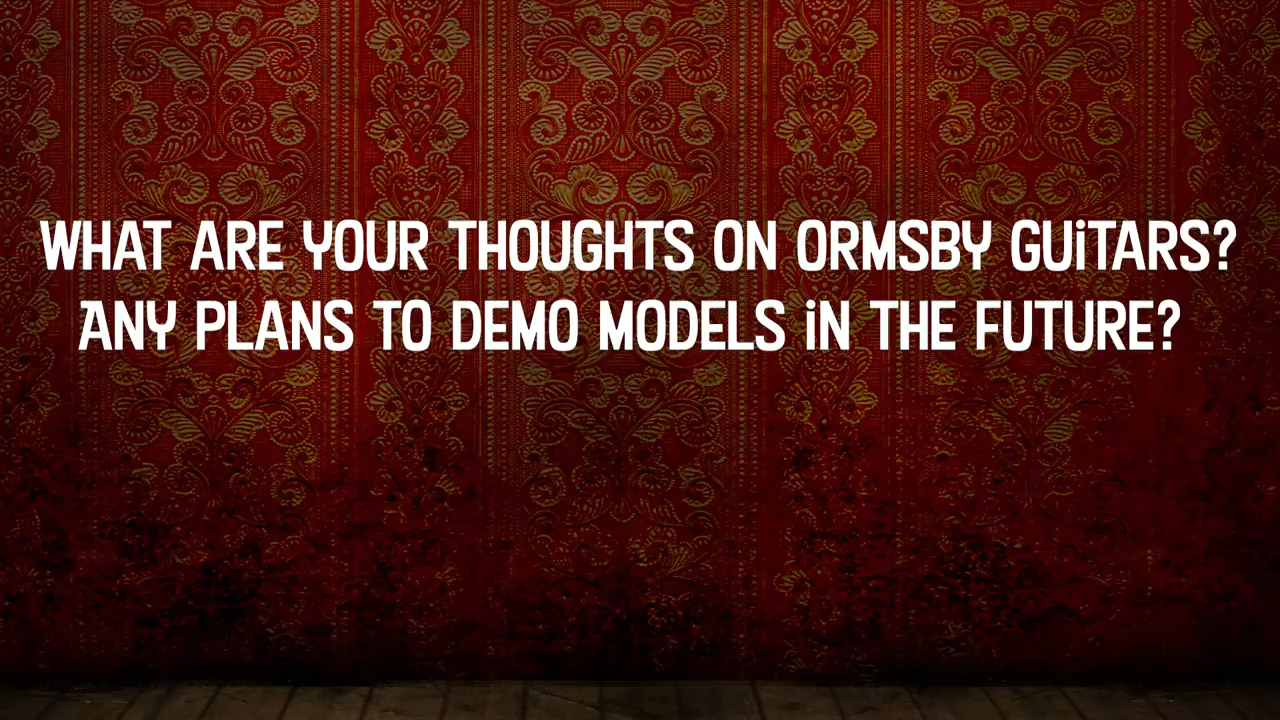 WHAT ARE YOUR THOUGHTS ON ORMSBY GUiTARS?
ANY PLANS TO DEMO MODELS iN THE FUTURE?